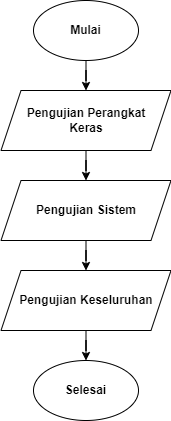 Mulai
Pengujian Perangkat
Keras
Pengujian Sistem
Pengujian Keseluruhan
Selesai